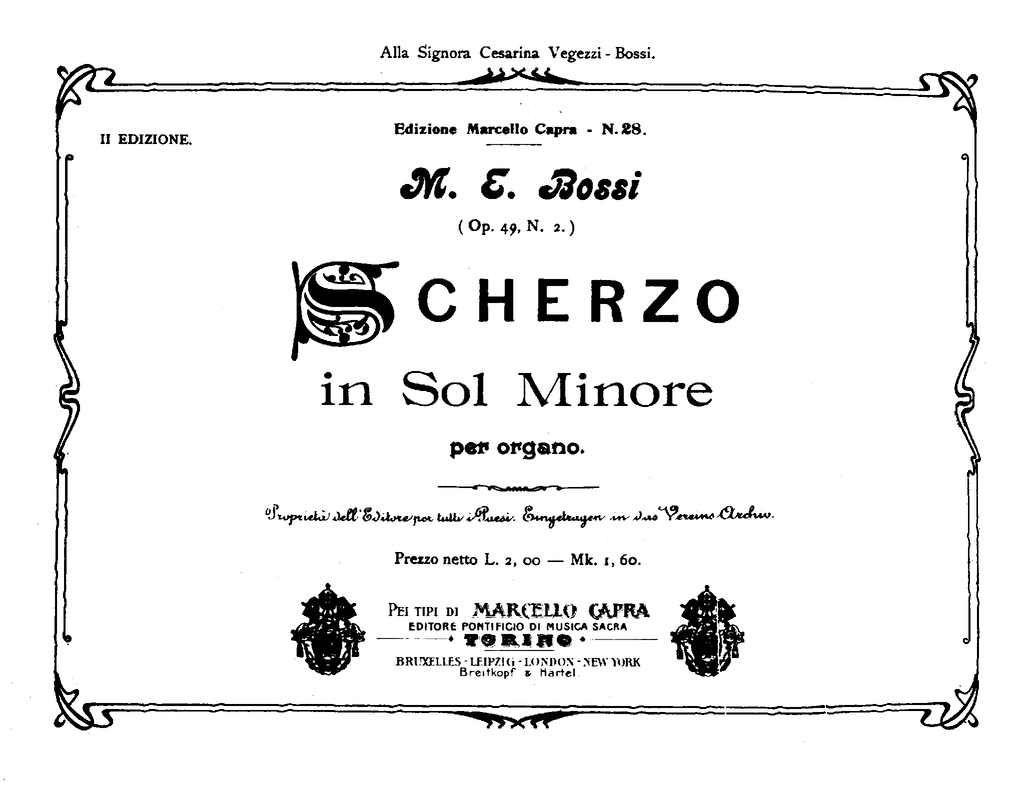 Alla Signora Cesarina Vegezzi - Bossi.
II EDIZIONE.
Edizione Marcello Capra - N. 28.
M. E. Bossi
( Op. 49, N. 2. )
SCHERZO
in Sol Minore
per organo.
Proprietà dell'Editore per tutti i Paesi. Eingetragen in das Vereins Archiv.
Prezzo netto L. 2, 00 — Mk. 1, 60.
PEI TIPI DI MARCELLO CAPRA
EDITORE PONTIFICIO DI MUSICA SACRA
TORINO
BRUXELLES - LEIPZIG - LONDON - NEW YORK
Breitkopf & Hartel